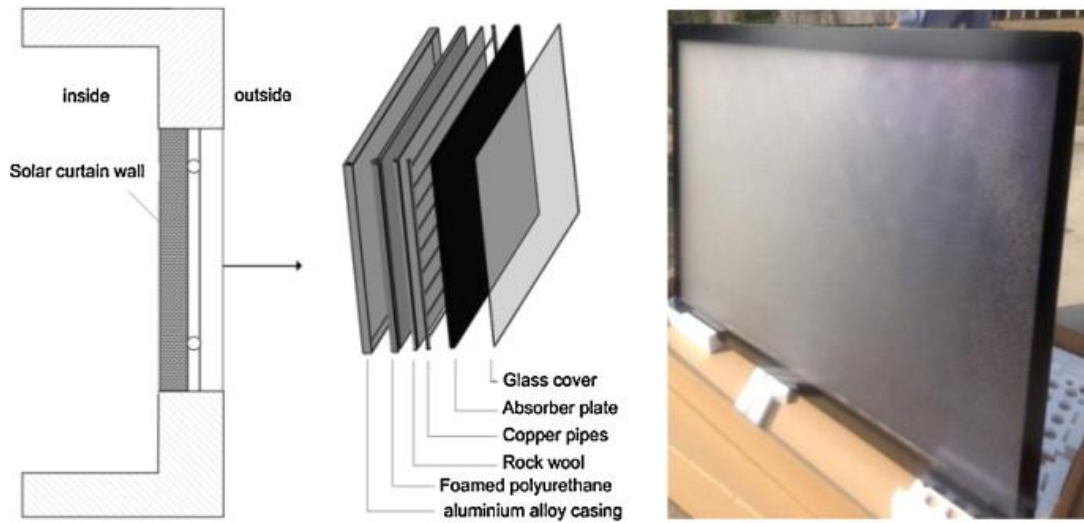 inside
outside
Solar curtain wall
Glass cover
Absorber plate
Copper pipes
Rock wool
Foamed polyurethane
aluminium alloy casing